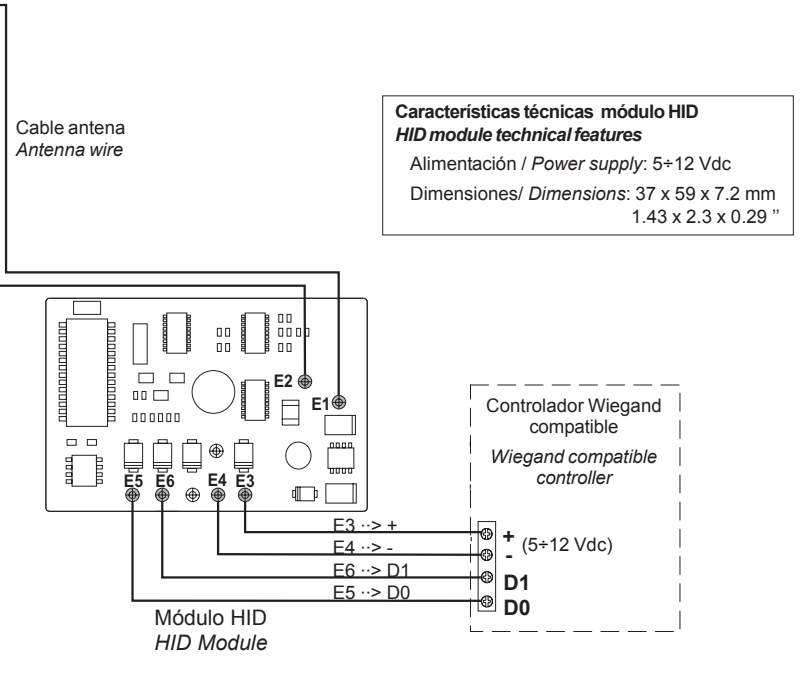 Cable antena
Antenna wire
Características técnicas módulo HID
HID module technical features
Alimentación / Power supply: 5÷12 Vdc
Dimensiones/ Dimensions: 37 x 59 x 7.2 mm
1.43 x 2.3 x 0.29 ’’
E2
E1
E5 E6 E4 E3
Controlador Wiegand
compatible
Wiegand compatible
controller
E3 ··> +
E4 ··> -
E6 ··> D1
E5 ··> D0
+
- (5÷12 Vdc)
D1
D0
Módulo HID
HID Module